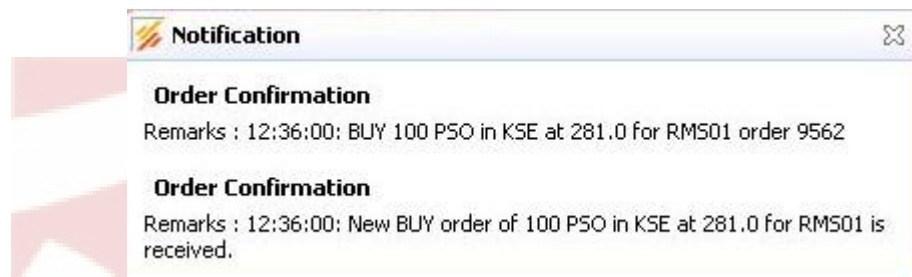 Notification
Order Confirmation
Remarks : 12:36:00: BUY 100 PSO in KSE at 281.0 for RMS01 order 9562
Order Confirmation
Remarks : 12:36:00: New BUY order of 100 PSO in KSE at 281.0 for RMS01 is
received.